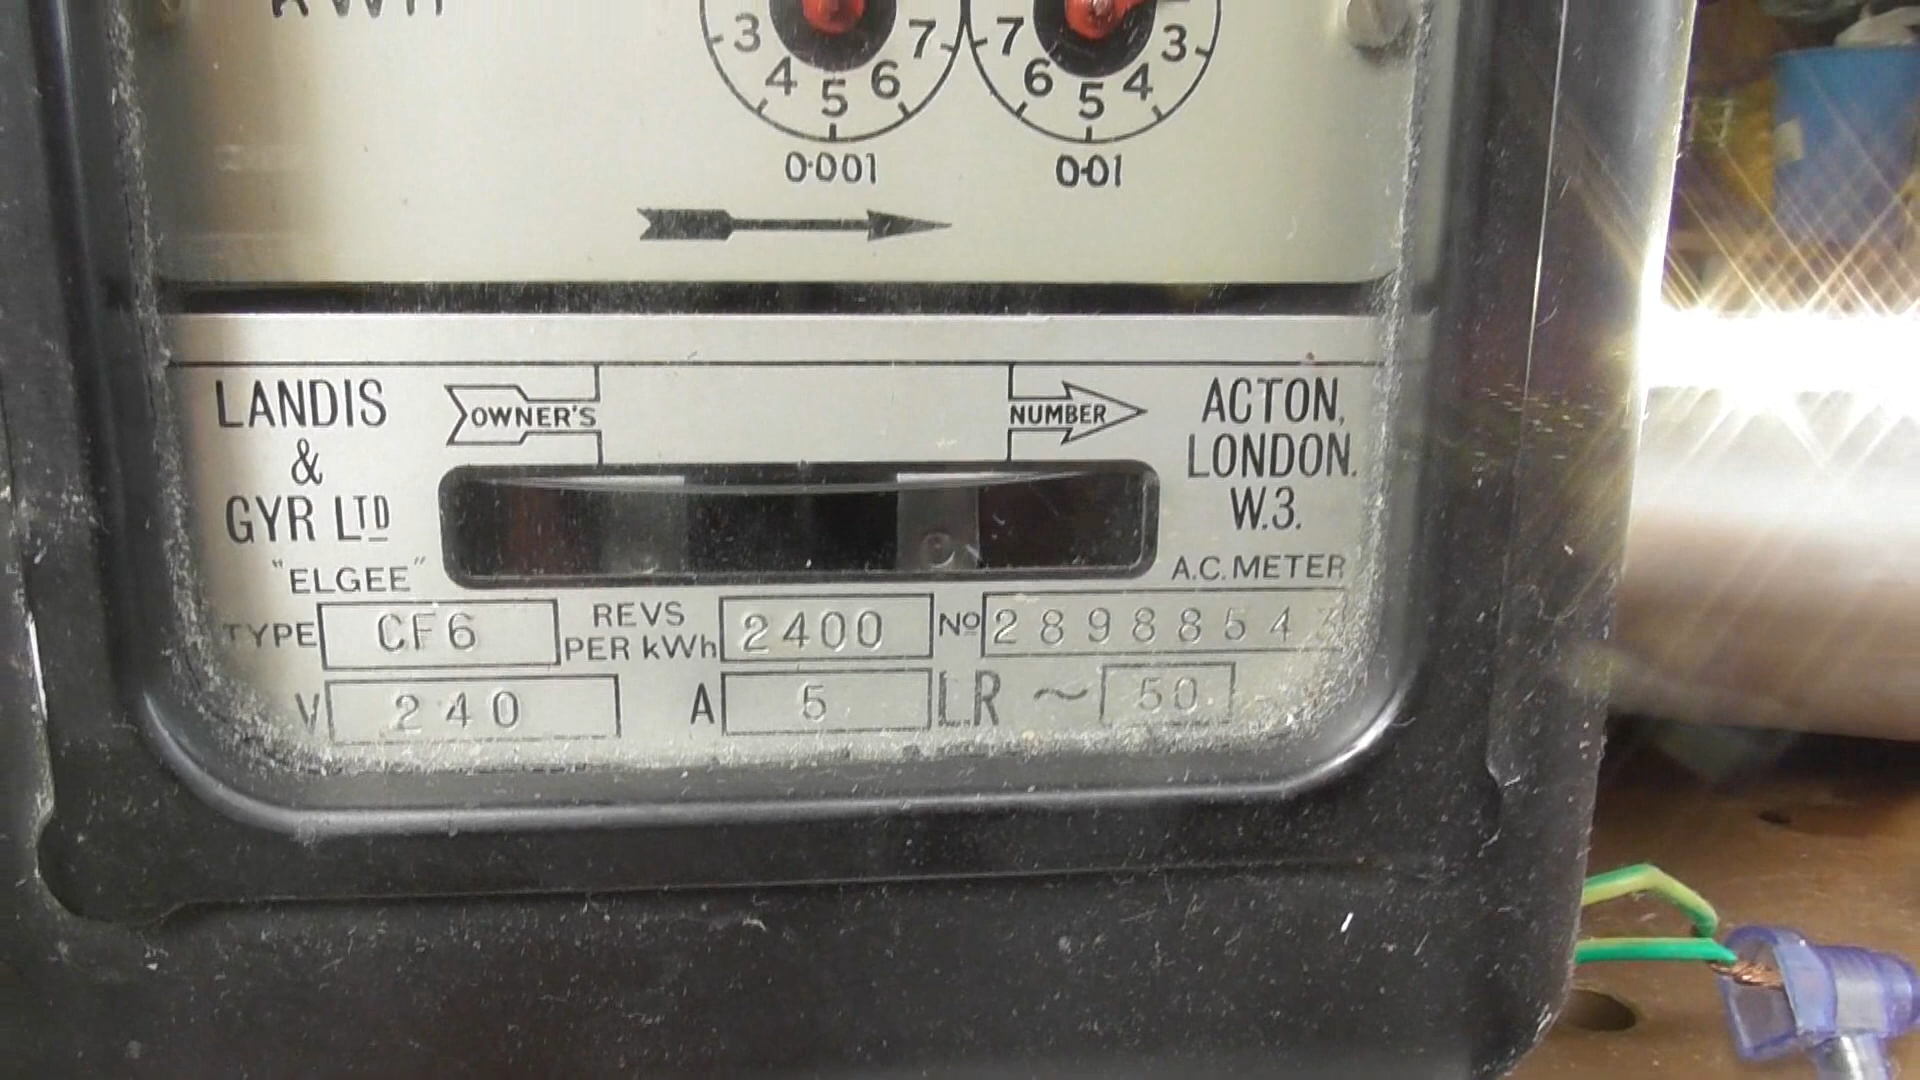 3 4 5 6 7
7 6 5 4 3
0·001
0·01
LANDIS
&
GYR LTD
"ELGEE"
OWNER'S
NUMBER
ACTON,
LONDON.
W.3.
A.C. METER
TYPE CF6 REVS PER kWh 2400 No 2898854
V 240 A 5 LR ~ 50